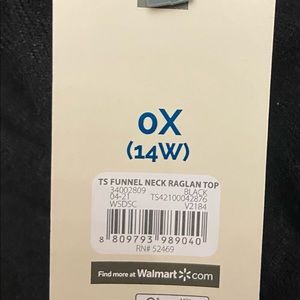 0X
(14W)
TS FUNNEL NECK RAGLAN TOP
34002809 BLACK
04-21 TS42100042876
WSDSC V2184
8 809793 989040
RN# 52469
Find more at Walmart.com